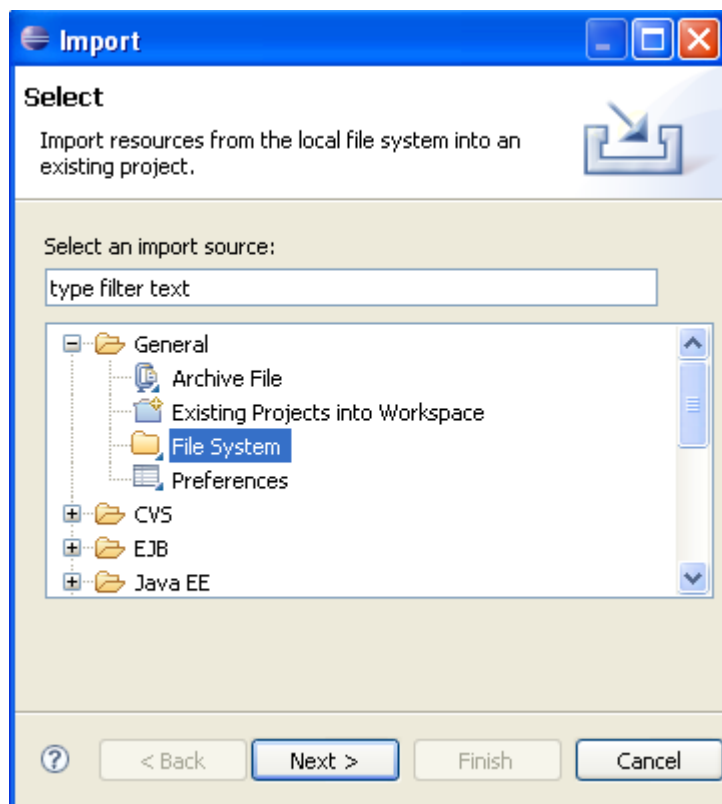 Import
Select
Import resources from the local file system into an
existing project.
Select an import source:
type filter text
General
Archive File
Existing Projects into Workspace
File System
Preferences
CVS
EJB
Java EE
?
< Back
Next >
Finish
Cancel